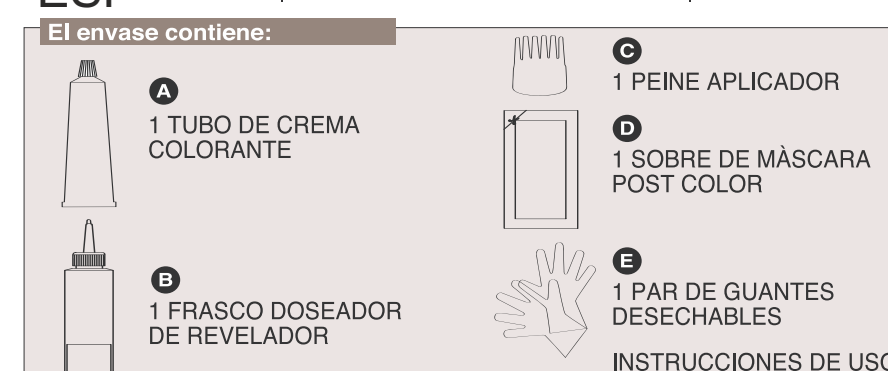 El envase contiene:
A
1 TUBO DE CREMA
COLORANTE
B
1 FRASCO DOSEADOR
DE REVELADOR
C
1 PEINE APLICADOR
D
1 SOBRE DE MÀSCARA
POST COLOR
E
1 PAR DE GUANTES
DESECHABLES
INSTRUCCIONES DE USO